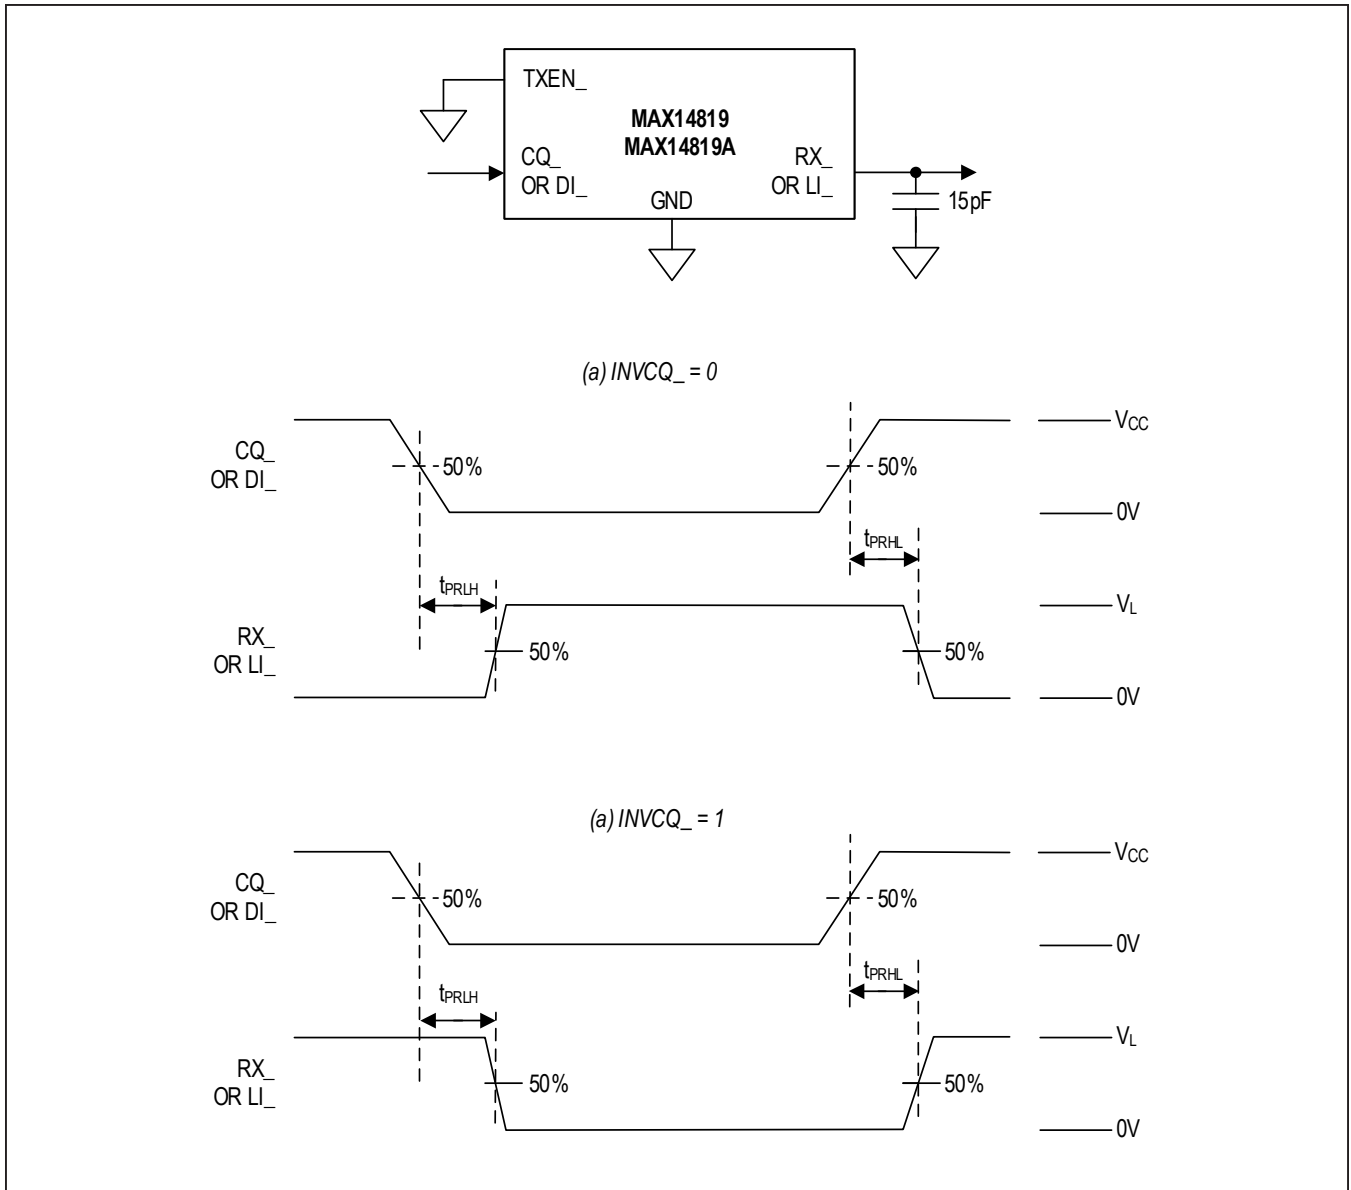 TXEN_
MAX14819
MAX14819A
CQ_
OR DI_
RX_
OR LI_
GND
15pF
(a) INVCQ_ = 0
CQ_
OR DI_
50%
50%
VCC
0V
tPRHL
tPRLH
RX_
OR LI_
50%
50%
VL
0V
(a) INVCQ_ = 1
CQ_
OR DI_
50%
50%
VCC
0V
tPRHL
tPRLH
RX_
OR LI_
50%
50%
VL
0V